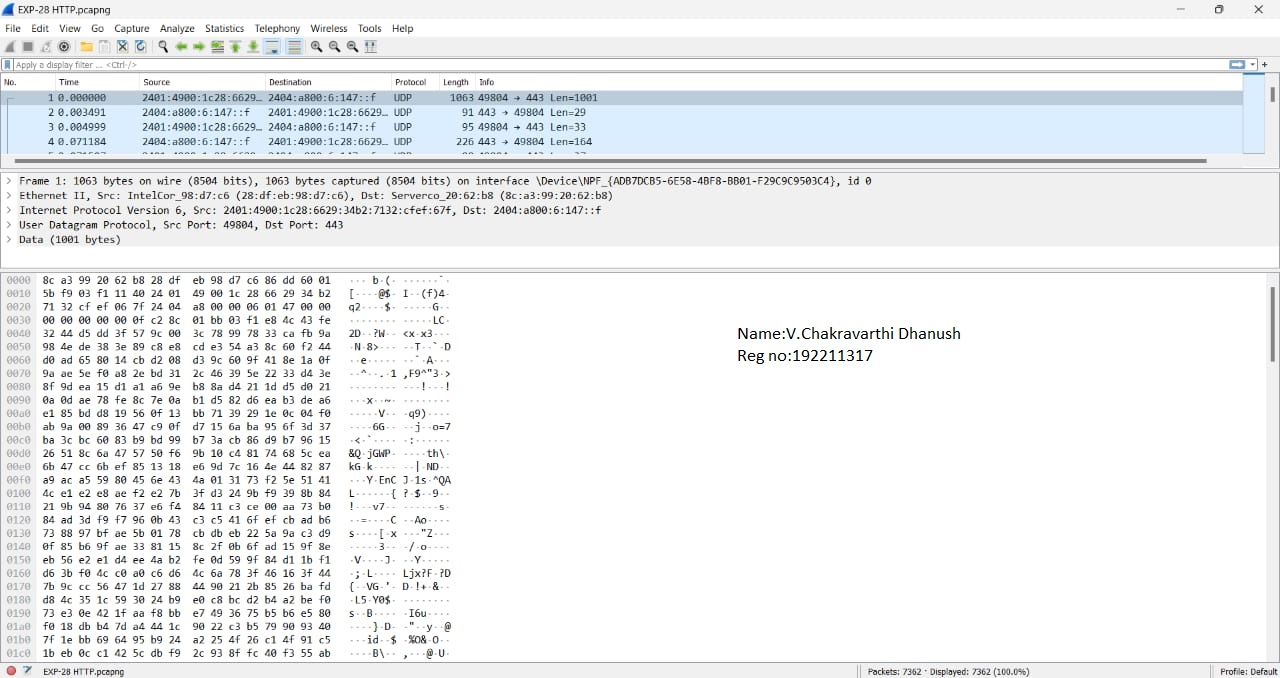 EXP-28 HTTP.pcapng
File Edit View Go Capture Analyze Statistics Telephony Wireless Tools Help
Apply a display filter ... <Ctrl-/>
No. Time Source Destination Protocol Length Info
1 0.000000 2401:4900:1c28:6629… 2404:a800:6:147::f UDP 1063 49804 → 443 Len=1001
2 0.003491 2404:a800:6:147::f 2401:4900:1c28:6629… UDP 91 443 → 49804 Len=29
3 0.004999 2401:4900:1c28:6629… 2404:a800:6:147::f UDP 95 49804 → 443 Len=33
4 0.071184 2404:a800:6:147::f 2401:4900:1c28:6629… UDP 226 443 → 49804 Len=164
Frame 1: 1063 bytes on wire (8504 bits), 1063 bytes captured (8504 bits) on interface \Device\NPF_{ADB7DCB5-6E58-4BF8-BB01-F29C9C9503C4}, id 0
Ethernet II, Src: IntelCor_98:d7:c6 (28:df:eb:98:d7:c6), Dst: Serverco_20:62:b8 (8c:a3:99:20:62:b8)
Internet Protocol Version 6, Src: 2401:4900:1c28:6629:34b2:7132:cfef:67f, Dst: 2404:a800:6:147::f
User Datagram Protocol, Src Port: 49804, Dst Port: 443
Data (1001 bytes)
0000 8c a3 99 20 62 b8 28 df eb 98 d7 c6 86 dd 60 01
0010 5b f9 03 f1 11 40 24 01 49 00 1c 28 66 29 34 b2
0020 71 32 cf ef 06 7f 24 04 a8 00 00 06 01 47 00 00
0030 00 00 00 00 00 0f c2 8c 01 bb 03 f1 e8 4c 43 fe
0040 32 44 d5 dd 3f 57 9c 00 3c 78 99 78 33 ca fb 9a
0050 98 4e de 38 3e 89 c8 e8 cd e3 54 a3 8c 60 f2 44
0060 d0 ad 65 80 14 cb d2 08 d3 9c 60 9f 41 8e 1a 0f
0070 9a ae 5e f0 a8 2e bd 31 2c 46 39 5e 22 33 d4 3e
0080 8f 9d ea 15 d1 a1 a6 9e b8 8a d4 21 1d d5 d0 21
0090 0a 0d ae 78 fe 8c 7e 0a b1 d5 82 d6 ea b3 de a6
00a0 e1 85 bd d8 19 56 0f 13 bb 71 39 29 1e 0c 04 f0
00b0 ab 9a 00 89 36 47 c9 0f d7 15 6a ba 95 6f 3d 37
00c0 ba 3c bc 60 83 b9 bd 99 b7 3a cb 86 d9 b7 96 15
00d0 26 51 8c 6a 47 57 50 f6 9b 10 c4 81 74 68 5c ea
00e0 6b 47 cc 6b ef 85 13 18 e6 9d 7c 16 4e 44 82 87
00f0 a9 ac a5 59 80 45 6e 43 4a 01 31 73 f2 5e 51 41
0100 4c e1 e2 e8 ae f2 e2 7b 3f d3 24 9b f9 39 8b 84
0110 21 9b 94 80 76 37 e6 f4 84 11 c3 ce 00 aa 73 b0
0120 84 ad 3d f9 f7 96 0b 43 c3 c5 41 6f ef cb ad b6
0130 73 88 97 bf ae 5b 01 78 cb db eb 22 5a 9a c3 d9
0140 0f 85 b6 9f ae 33 81 15 8c 2f 0b 6f ad 15 9f 8e
0150 eb 56 e2 e1 d4 ee 4a b2 fe 0d 59 9f 84 d1 1b f1
0160 d6 3b f0 4c c0 a0 c6 d6 4c 6a 78 3f 46 16 3f 44
0170 7b 9c cc 56 47 1d 27 88 44 90 21 2b 85 26 ba fd
0180 d8 4c 35 1c 59 30 24 b9 e0 c8 bc d2 b4 a2 be f0
0190 73 e3 0e 42 1f aa f8 bb e7 49 36 75 b5 b6 e5 80
01a0 f0 18 db b4 7d a4 44 1c 90 22 c3 b5 79 90 93 40
01b0 7f 1e bb 69 64 95 b9 24 a2 25 4f 26 c1 4f 91 c5
01c0 1b eb 0c c1 42 5c db f9 2c 93 8f fc 40 f3 55 ab
Name:V.Chakravarthi Dhanush
Reg no:192211317
EXP-28 HTTP.pcapng
Packets: 7362 · Displayed: 7362 (100.0%)
Profile: Default